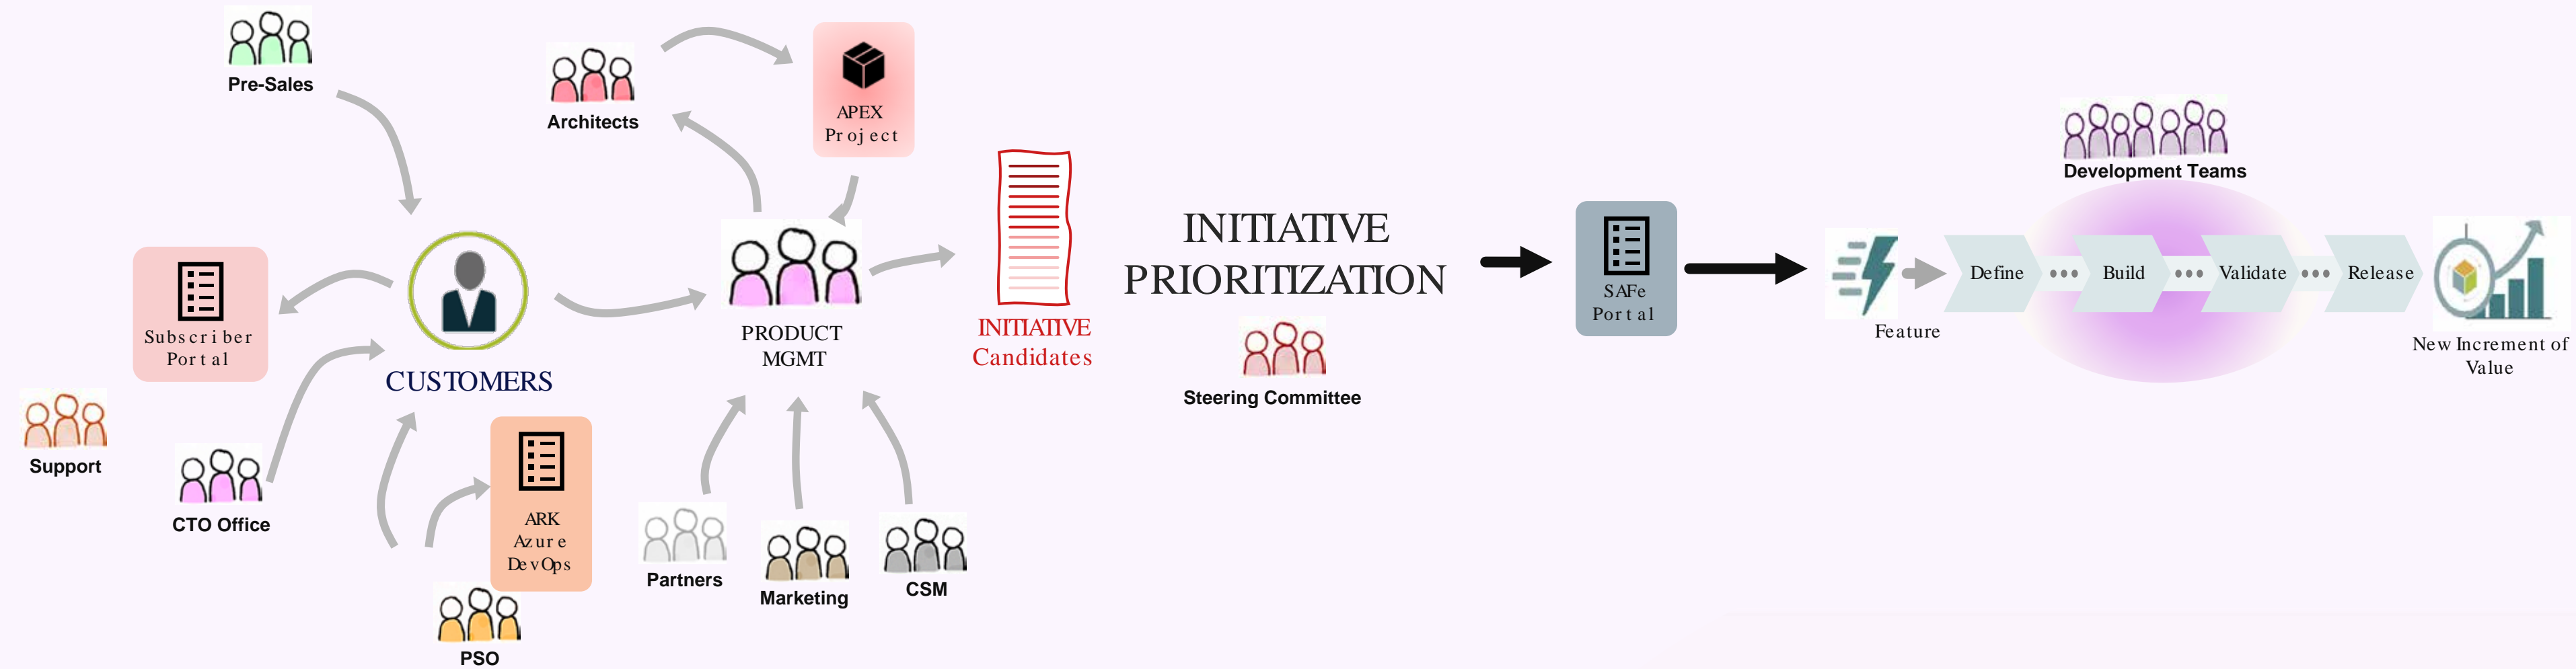 Pre-Sales
Architects
APEX
Project
Development Teams
Subscriber
Portal
CUSTOMERS
PRODUCT
MGMT
INITIATIVE
Candidates
INITIATIVE
PRIORITIZATION
Steering Committee
SAFe
Portal
Feature
Define
Build
Validate
Release
New Increment of
Value
Support
CTO Office
ARK
Azure
DevOps
PSO
Partners
Marketing
CSM